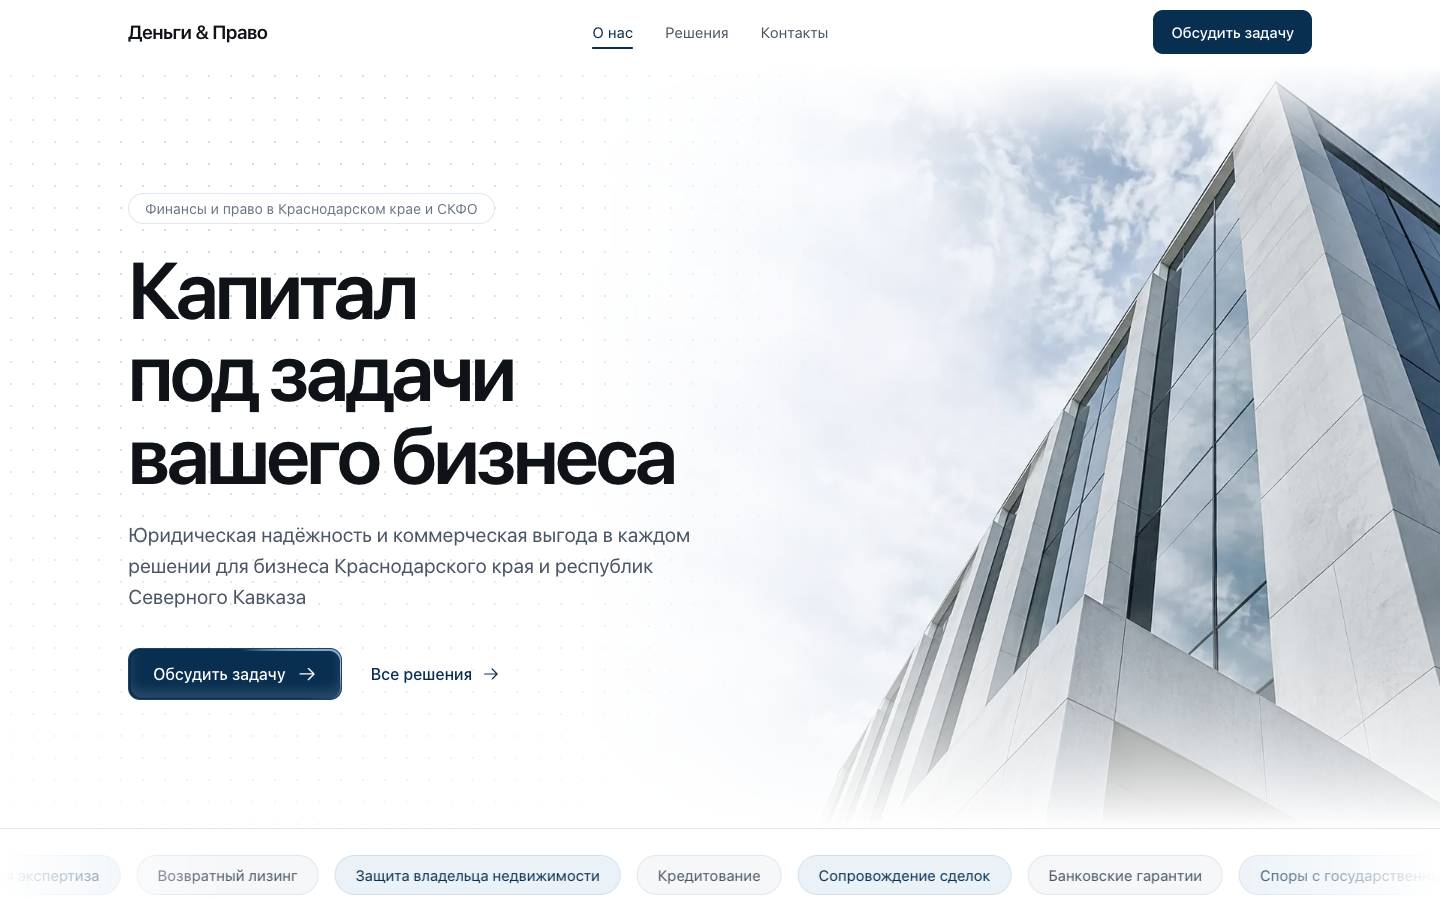 Деньги & Право
О нас
Решения
Контакты
Обсудить задачу
Финансы и право в Краснодарском крае и СКФО
Капитал
под задачи
вашего бизнеса
Юридическая надёжность и коммерческая выгода в каждом
решении для бизнеса Краснодарского края и республик
Северного Кавказа
Обсудить задачу →
Все решения →
экспертиза
Возвратный лизинг
Защита владельца недвижимости
Кредитование
Сопровождение сделок
Банковские гарантии
Споры с